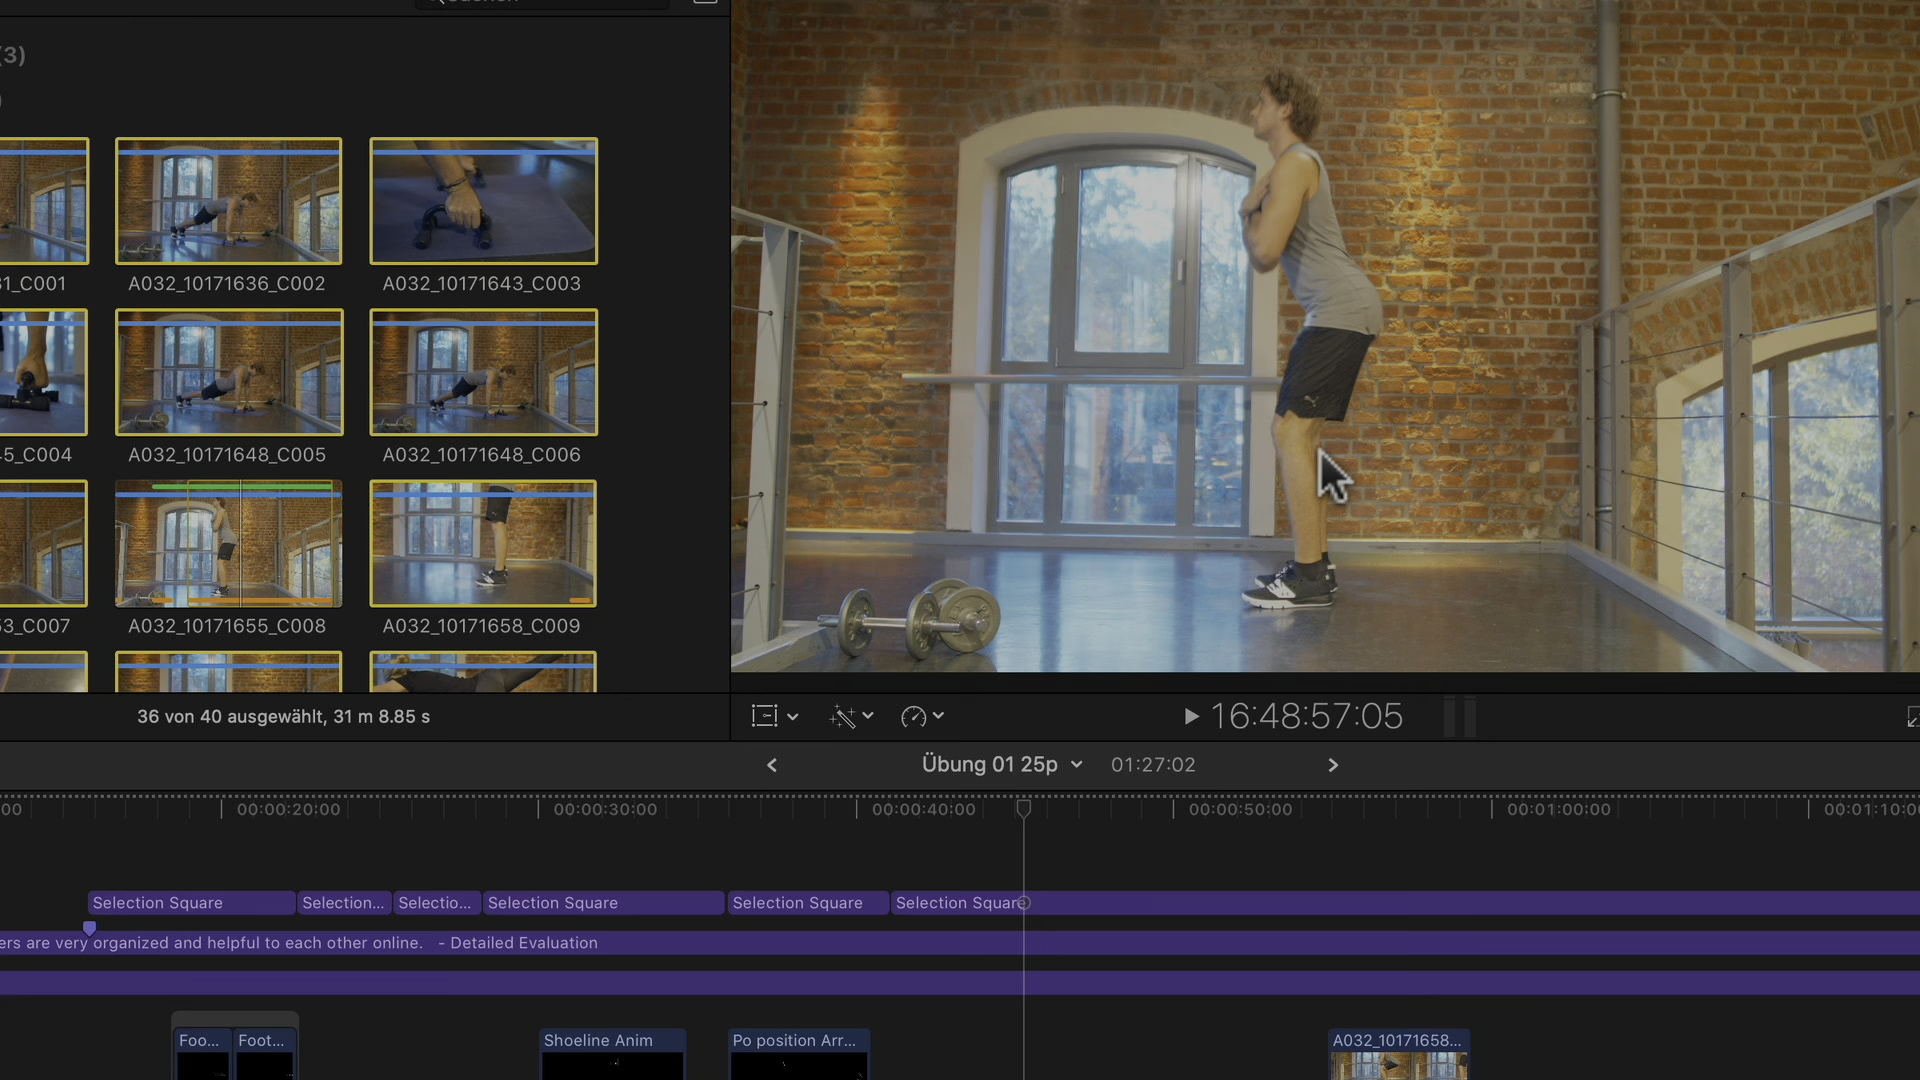 (3)
A032_10171636_C002
A032_10171643_C003
A032_10171648_C005
A032_10171648_C006
A032_10171655_C008
A032_10171658_C009
36 von 40 ausgewählt, 31 m 8.85 s
16:48:57:05
Übung 01 25p
01:27:02
00:00:20:00
00:00:30:00
00:00:40:00
00:00:50:00
00:01:00:00
00:01:10:00
Selection Square
Selection...
Selectio...
Selection Square
Selection Square
Selection Square
ers are very organized and helpful to each other online. - Detailed Evaluation
Foo...
Foot...
Shoeline Anim
Po position Arr...
A032_10171658...